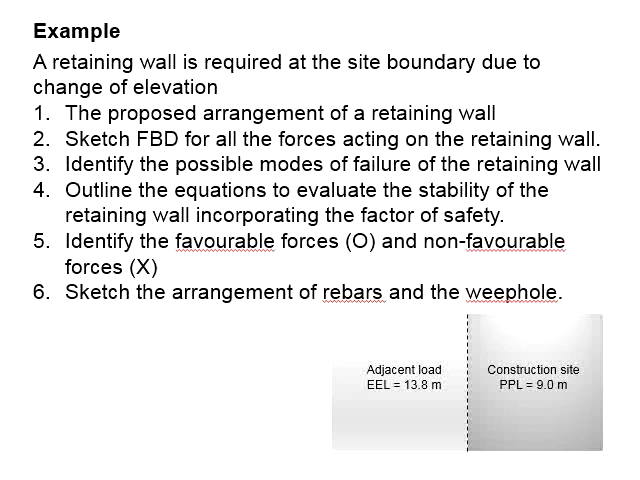 Example
A retaining wall is required at the site boundary due to
change of elevation
1. The proposed arrangement of a retaining wall
2. Sketch FBD for all the forces acting on the retaining wall.
3. Identify the possible modes of failure of the retaining wall
4. Outline the equations to evaluate the stability of the
retaining wall incorporating the factor of safety.
5. Identify the favourable forces (O) and non-favourable
forces (X)
6. Sketch the arrangement of rebars and the weephole.
Adjacent load
EEL = 13.8 m
Construction site
PPL = 9.0 m